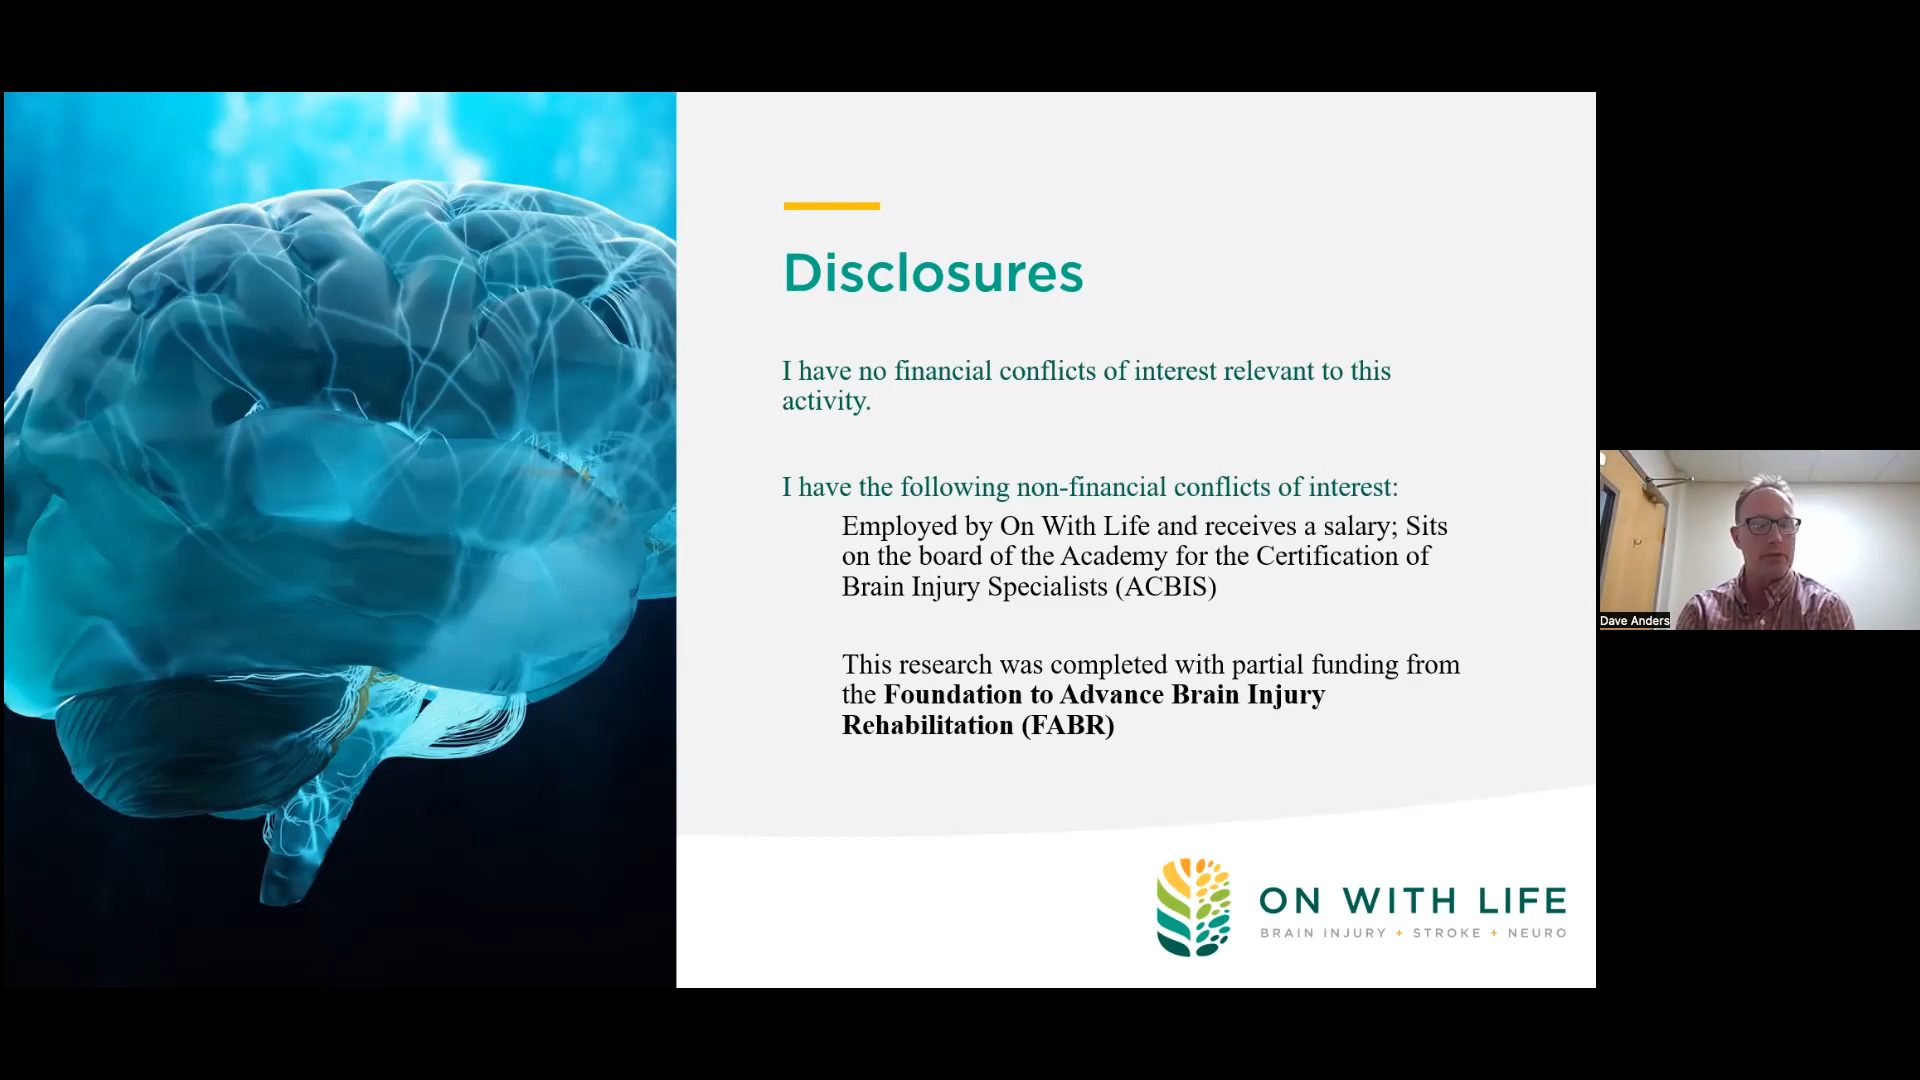 Disclosures
I have no financial conflicts of interest relevant to this
activity.
I have the following non-financial conflicts of interest:
Employed by On With Life and receives a salary; Sits
on the board of the Academy for the Certification of
Brain Injury Specialists (ACBIS)
This research was completed with partial funding from
the Foundation to Advance Brain Injury
Rehabilitation (FABR)
ON WITH LIFE
BRAIN INJURY + STROKE + NEURO
Dave Anders